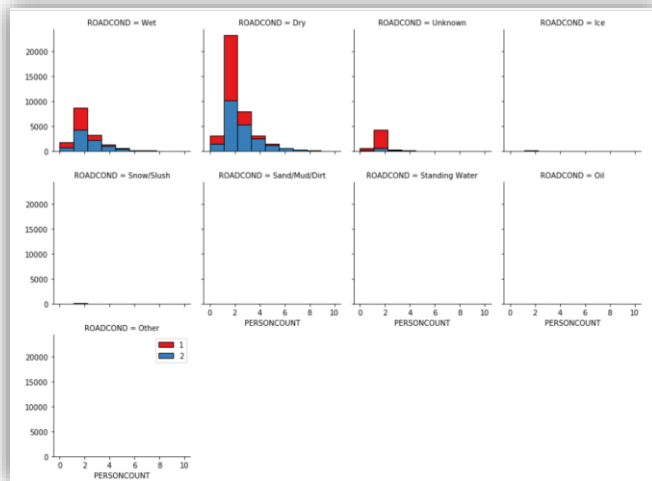 ROADCOND = Wet
ROADCOND = Dry
ROADCOND = Unknown
ROADCOND = Ice
20000
15000
10000
5000
0
ROADCOND = Snow/Slush
ROADCOND = Sand/Mud/Dirt
ROADCOND = Standing Water
ROADCOND = Oil
20000
15000
10000
5000
0
0 2 4 6 8 10
PERSONCOUNT
0 2 4 6 8 10
PERSONCOUNT
0 2 4 6 8 10
PERSONCOUNT
ROADCOND = Other
1
2
20000
15000
10000
5000
0
0 2 4 6 8 10
PERSONCOUNT